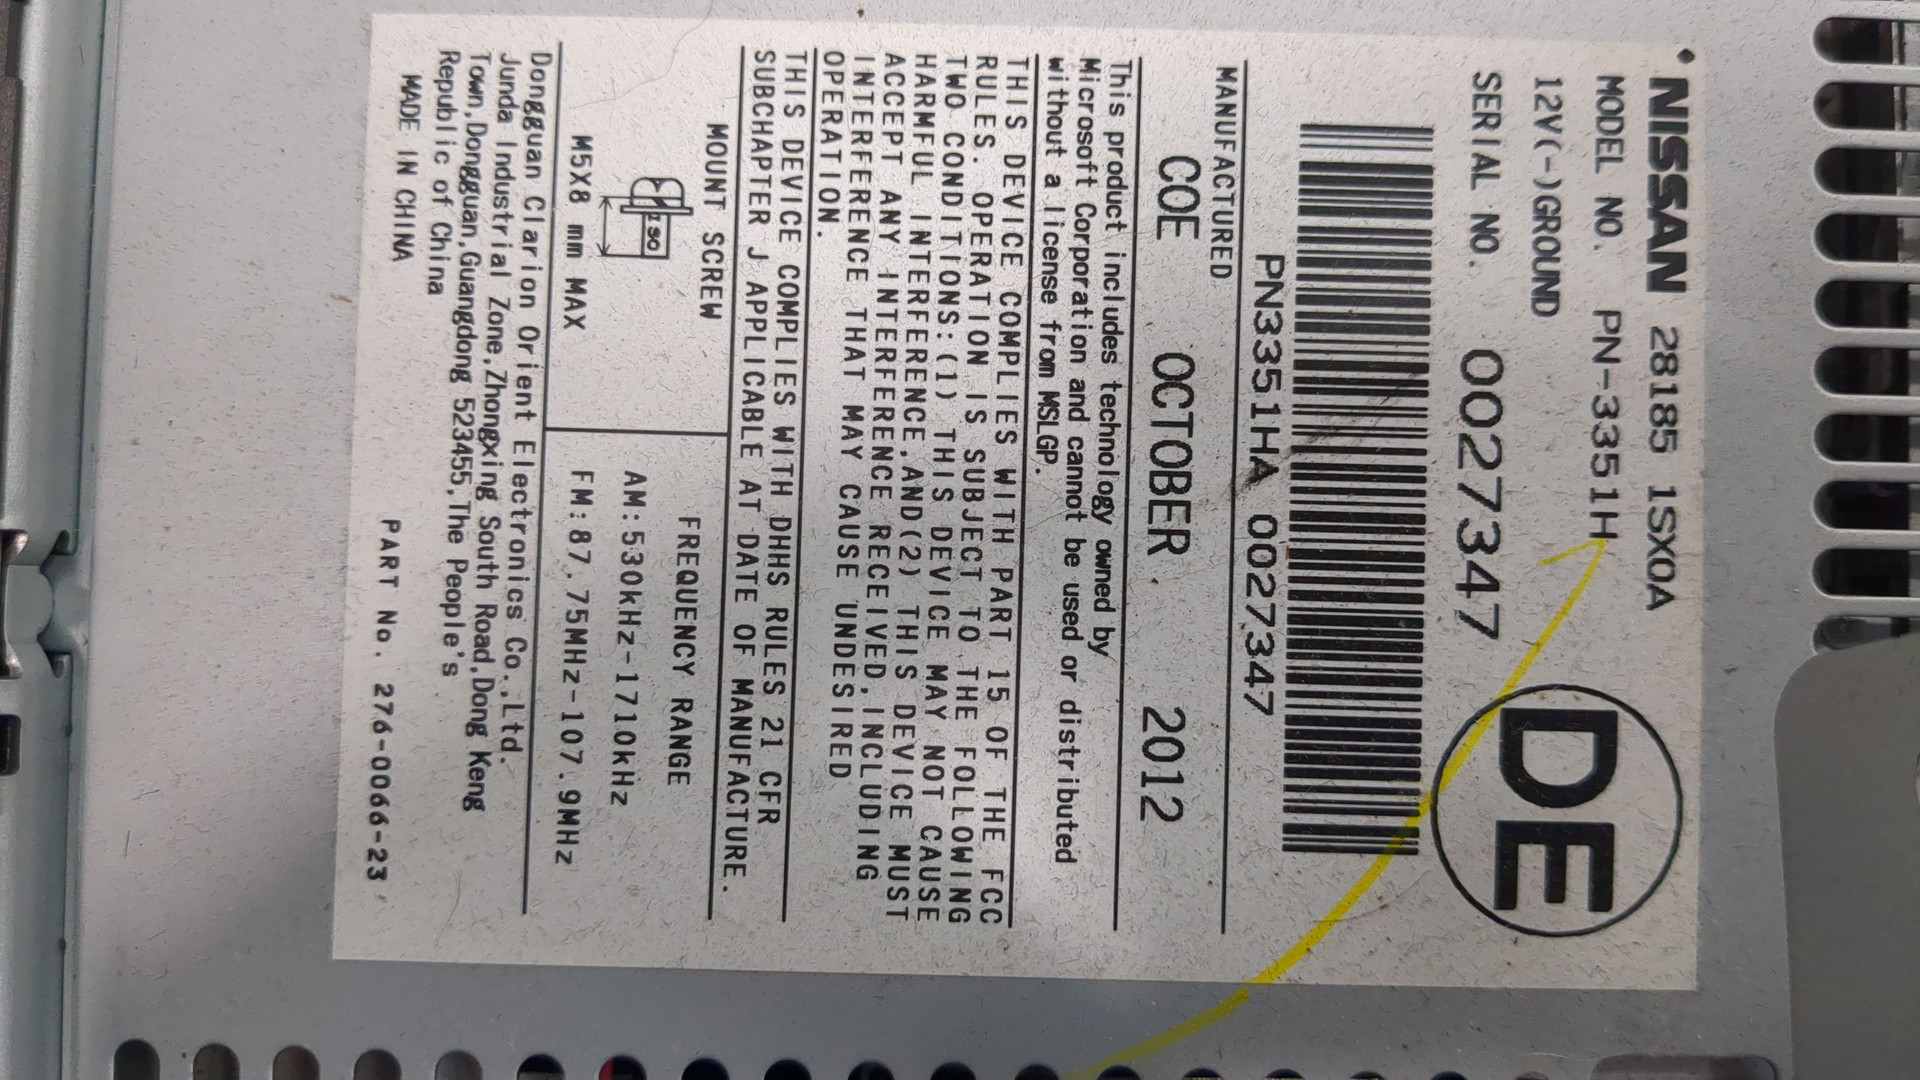 NISSAN 28185 1SX0A
MODEL NO. PN-3351H
12V(-)GROUND
SERIAL NO. 0027347
DE
PN3351HA 0027347
MANUFACTURED
COE OCTOBER. 2012
This product includes technology owned by
Microsoft Corporation and cannot be used or distributed
without a license from MSLGP.
THIS DEVICE COMPLIES WITH PART 15 OF THE FCC
RULES. OPERATION IS SUBJECT TO THE FOLLOWING
TWO CONDITIONS:(1) THIS DEVICE MAY NOT CAUSE
HARMFUL INTERFERENCE,AND(2) THIS DEVICE MUST
ACCEPT ANY INTERFERENCE RECEIVED,INCLUDING
INTERFERENCE THAT MAY CAUSE UNDESIRED
OPERATION.
THIS DEVICE COMPLIES WITH DHHS RULES 21 CFR
SUBCHAPTER J APPLICABLE AT DATE OF MANUFACTURE.
MOUNT SCREW
ISO
M5X8 mm MAX
FREQUENCY RANGE
AM:530kHz-1710kHz
FM:87.75MHz-107.9MHz
Dongguan Clarion Orient Electronics Co.,Ltd.
Junda Industrial Zone,Zhongxing South Road,Dong Keng
Town,Dongguan,Guangdong 523455,The People's
Republic of China
MADE IN CHINA
PART No. 276-0066-23